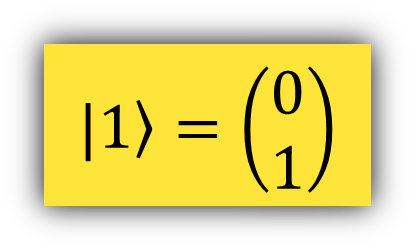 |1⟩ = (0
1)